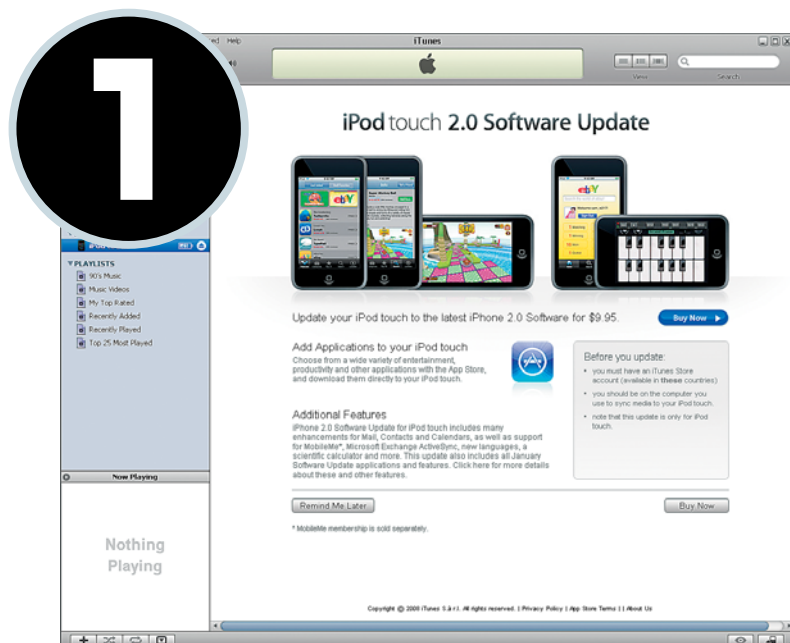 1
Help
iTunes
View
Search
iPod touch 2.0 Software Update
ebY
ebY
Update your iPod touch to the latest iPhone 2.0 Software for $9.95.
Buy Now
Add Applications to your iPod touch
Choose from a wide variety of entertainment,
productivity and other applications with the App Store,
and download them directly to your iPod touch.
Before you update:
• you must have an iTunes Store
account (available in these countries)
• you should be on the computer you
use to sync media to your iPod touch.
• note that this update is only for iPod
touch.
Additional Features
iPhone 2.0 Software Update for iPod touch includes many
enhancements for Mail, Contacts and Calendars, as well as support
for MobileMe*, Microsoft Exchange ActiveSync, new languages, a
scientific calculator and more. This update also includes all January
Software Update applications and features. Click here for more details
about these and other features.
Remind Me Later
Buy Now
* MobileMe membership is sold separately.
Copyright © 2008 iTunes S.à r.l. All rights reserved. | Privacy Policy | App Store Terms | | About Us
PLAYLISTS
90's Music
Music Videos
My Top Rated
Recently Added
Recently Played
Top 25 Most Played
Now Playing
Nothing
Playing